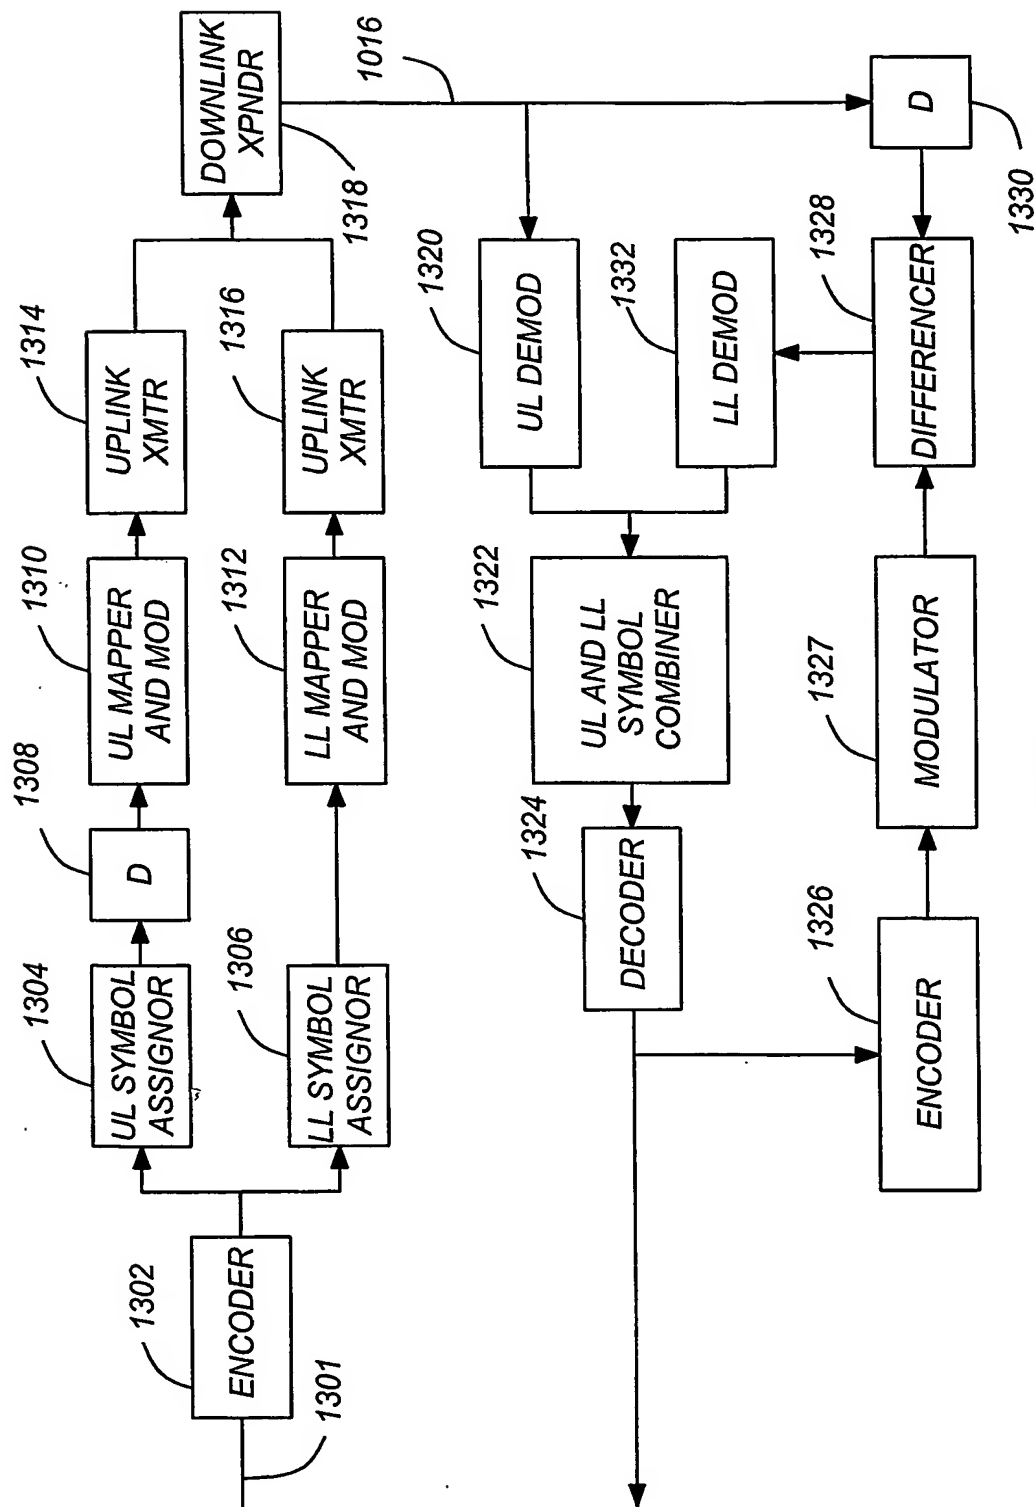 1301
1302
ENCODER
1304
UL SYMBOL
ASSIGNOR
1308
D
1310
UL MAPPER
AND MOD
1314
UPLINK
XMTR
1306
LL SYMBOL
ASSIGNOR
1312
LL MAPPER
AND MOD
1316
UPLINK
XMTR
DOWNLINK
XPNDR
1318
1016
1324
DECODER
1322
UL AND LL
SYMBOL
COMBINER
1320
UL DEMOD
1332
LL DEMOD
1326
ENCODER
1327
MODULATOR
1328
DIFFERENCER
D
1330